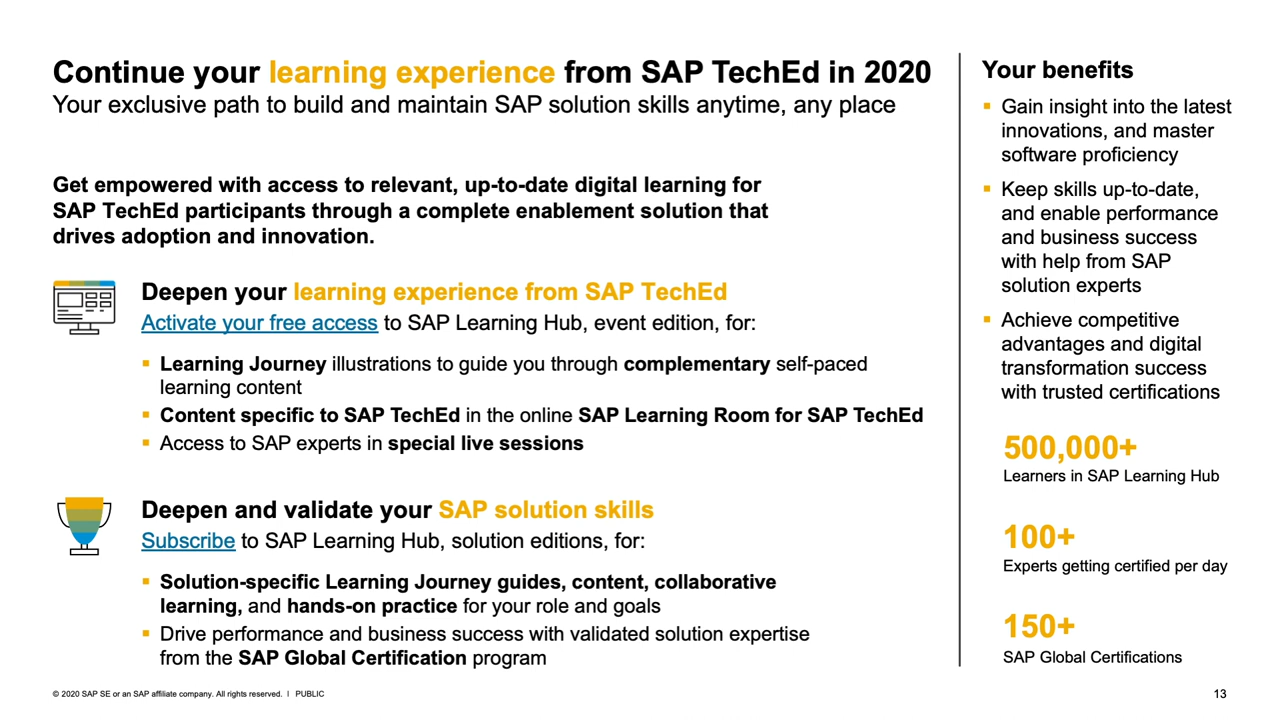 Continue your learning experience from SAP TechEd in 2020
Your exclusive path to build and maintain SAP solution skills anytime, any place
Get empowered with access to relevant, up-to-date digital learning for
SAP TechEd participants through a complete enablement solution that
drives adoption and innovation.
Deepen your learning experience from SAP TechEd
Activate your free access to SAP Learning Hub, event edition, for:
▪ Learning Journey illustrations to guide you through complementary self-paced
learning content
▪ Content specific to SAP TechEd in the online SAP Learning Room for SAP TechEd
▪ Access to SAP experts in special live sessions
Deepen and validate your SAP solution skills
Subscribe to SAP Learning Hub, solution editions, for:
▪ Solution-specific Learning Journey guides, content, collaborative
learning, and hands-on practice for your role and goals
▪ Drive performance and business success with validated solution expertise
from the SAP Global Certification program
Your benefits
▪ Gain insight into the latest
innovations, and master
software proficiency
▪ Keep skills up-to-date,
and enable performance
and business success
with help from SAP
solution experts
▪ Achieve competitive
advantages and digital
transformation success
with trusted certifications
500,000+
Learners in SAP Learning Hub
100+
Experts getting certified per day
150+
SAP Global Certifications
© 2020 SAP SE or an SAP affiliate company. All rights reserved. | PUBLIC
13